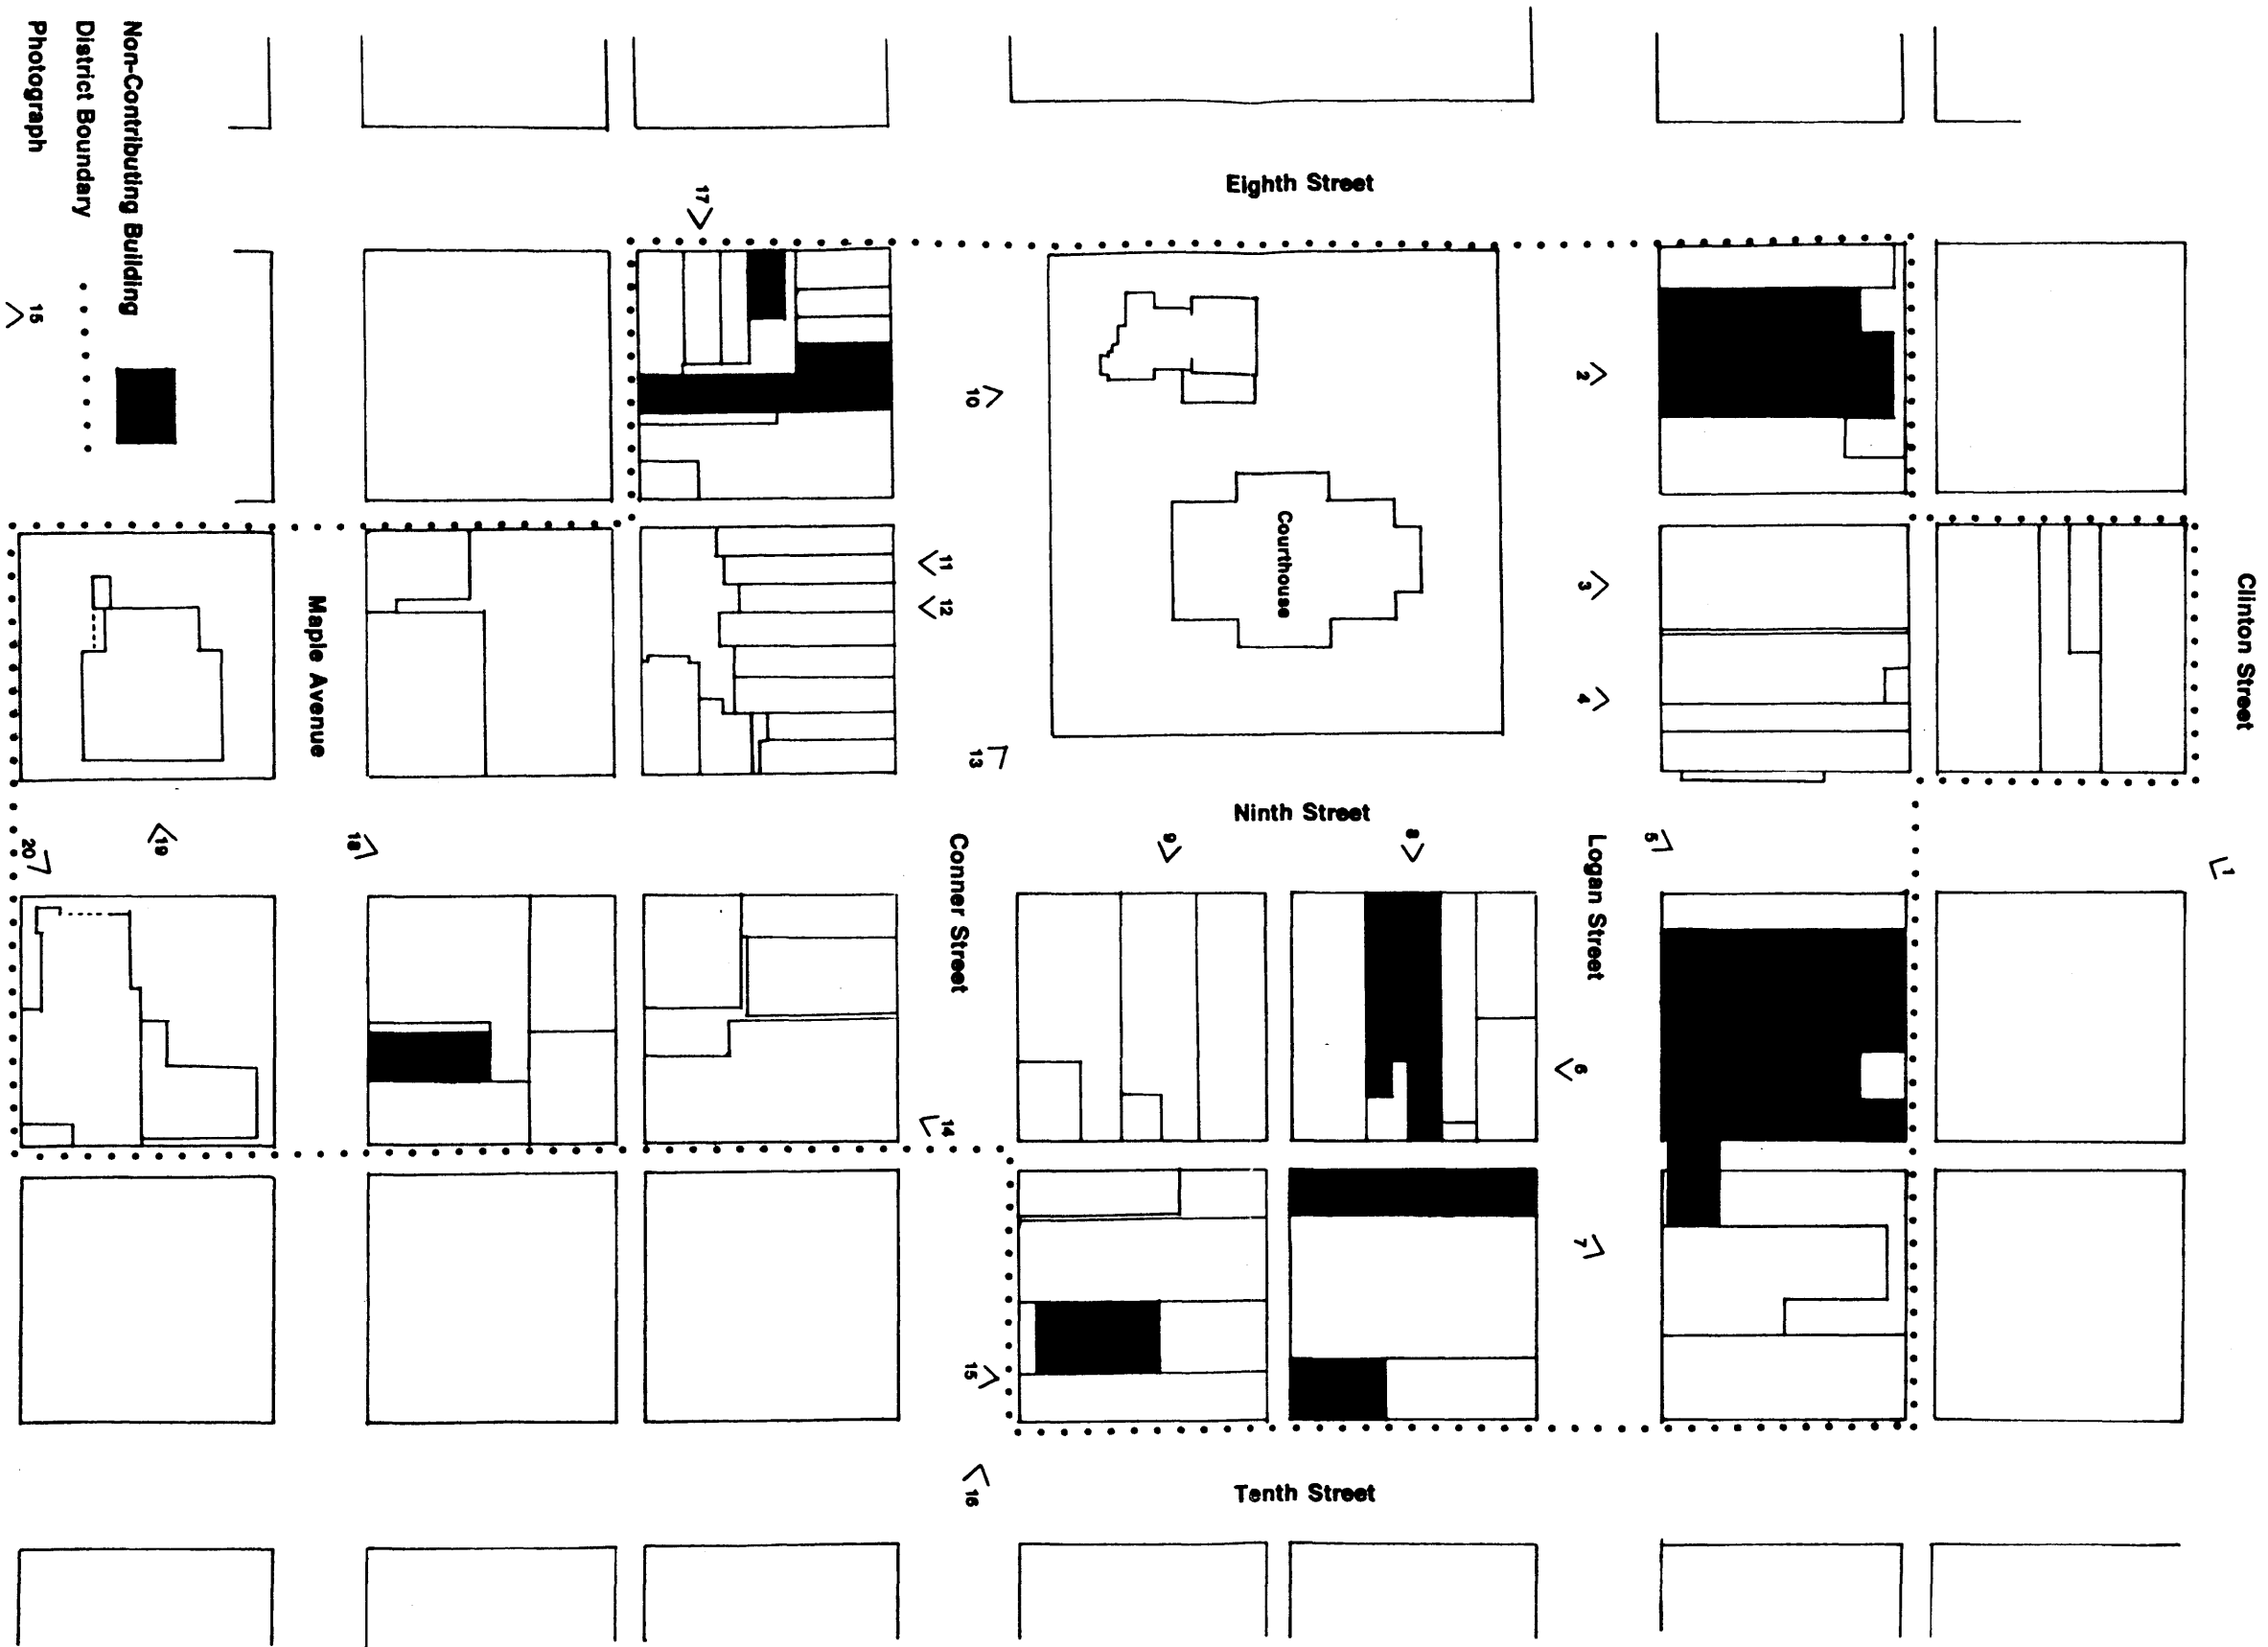 Non-Contributing Building
District Boundary
Photograph
15
Eighth Street
17
10
2
11
12
13
Courthouse
3
4
Clinton Street
Maple Avenue
Ninth Street
Conner Street
Logan Street
1
5
8
9
18
19
20
6
14
7
15
16
Tenth Street